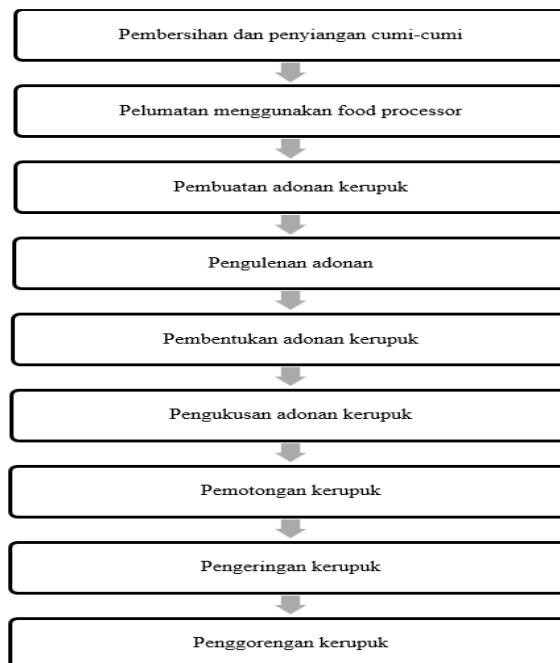 Pembersihan dan penyiangan cumi-cumi
Pelumatan menggunakan food processor
Pembuatan adonan kerupuk
Pengulenan adonan
Pembentukan adonan kerupuk
Pengukusan adonan kerupuk
Pemotongan kerupuk
Pengeringan kerupuk
Penggorengan kerupuk